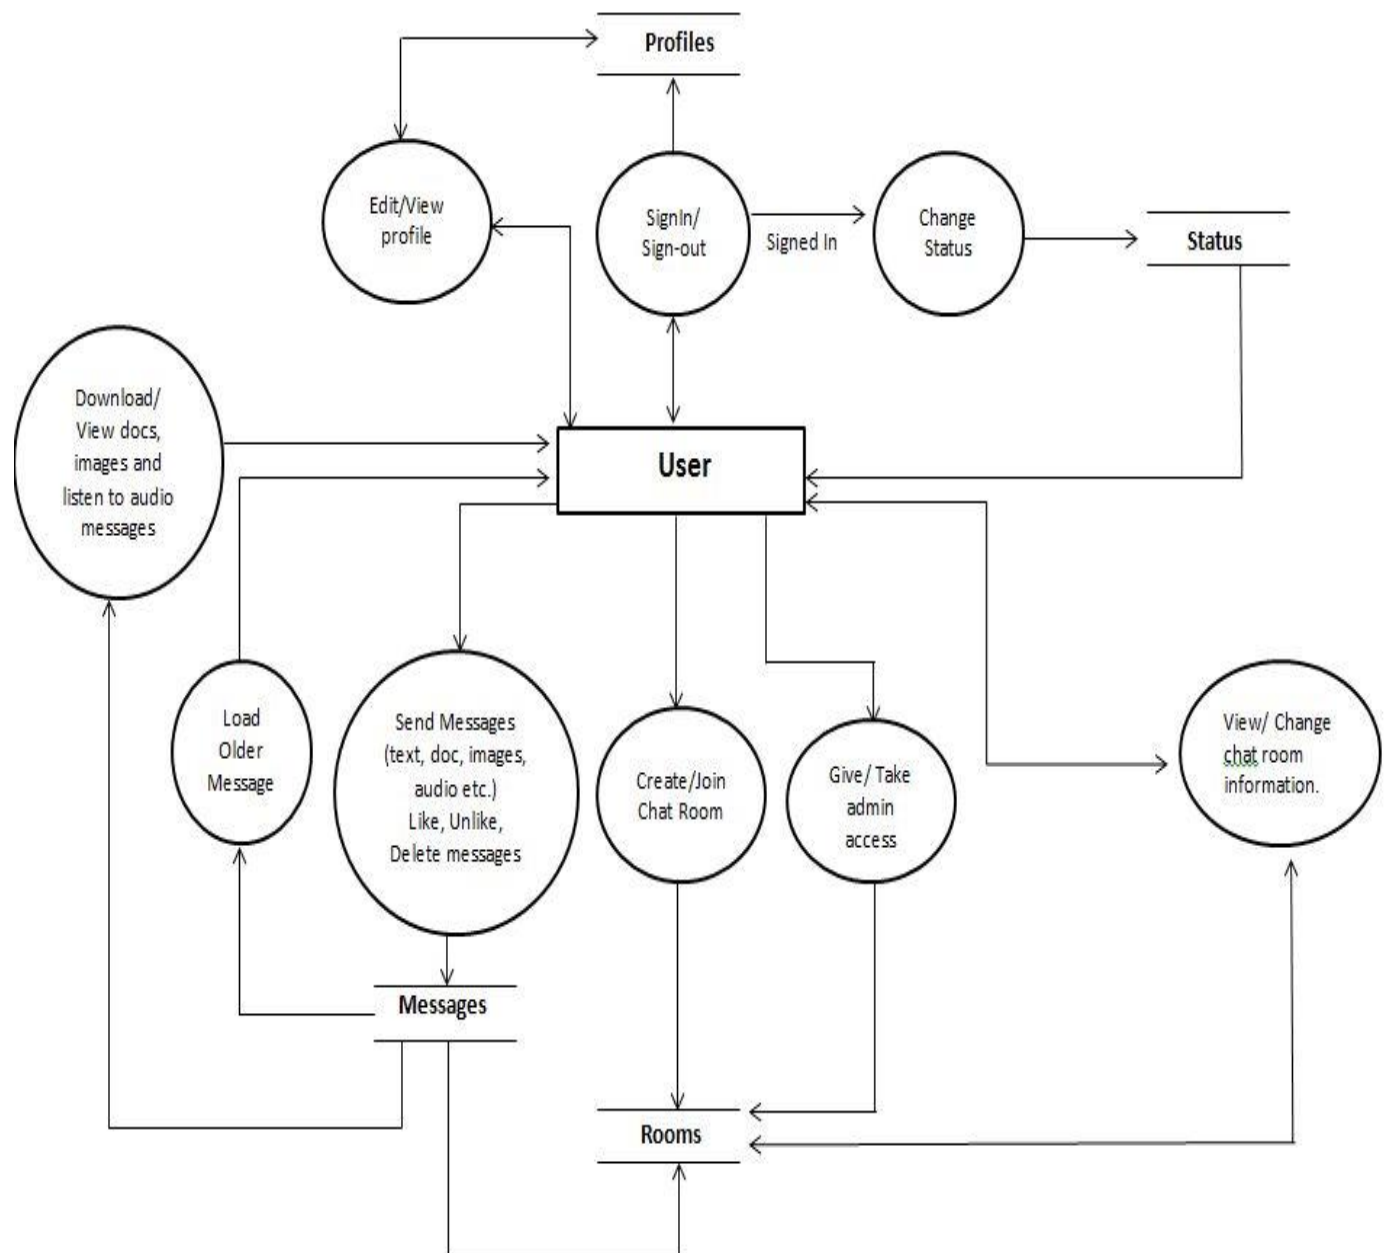 Profiles
Edit/View
profile
SignIn/
Sign-out
Signed In
Change
Status
Status
Download/
View docs,
images and
listen to audio
messages
User
Load
Older
Message
Send Messages
(text, doc, images,
audio etc.)
Like, Unlike,
Delete messages
Create/Join
Chat Room
Give/ Take
admin
access
View/ Change
chat room
information.
Messages
Rooms